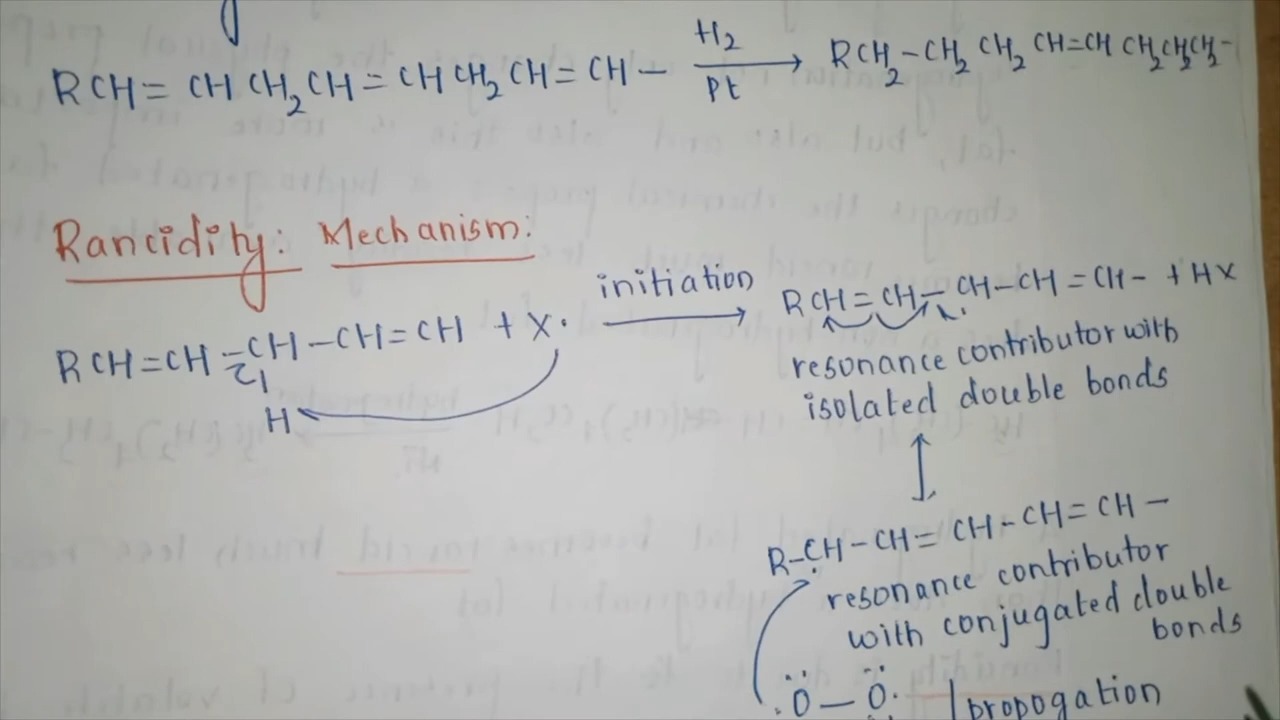 RCH= CH CH₂CH = CH CH₂ CH = CH — H₂ Pt → RCH₂ – CH₂ CH₂ CH=CH CH₂CH₂CH₂-
Rancidity: Mechanism:
RCH=CH – CH – CH=CH + X· initiation → RCH = CH – CH – CH = CH - + HX
H
resonance contributor with
isolated double bonds
R–CH – CH= CH – CH= CH –
resonance contributor
with conjugated double
bonds
O — O· propogation